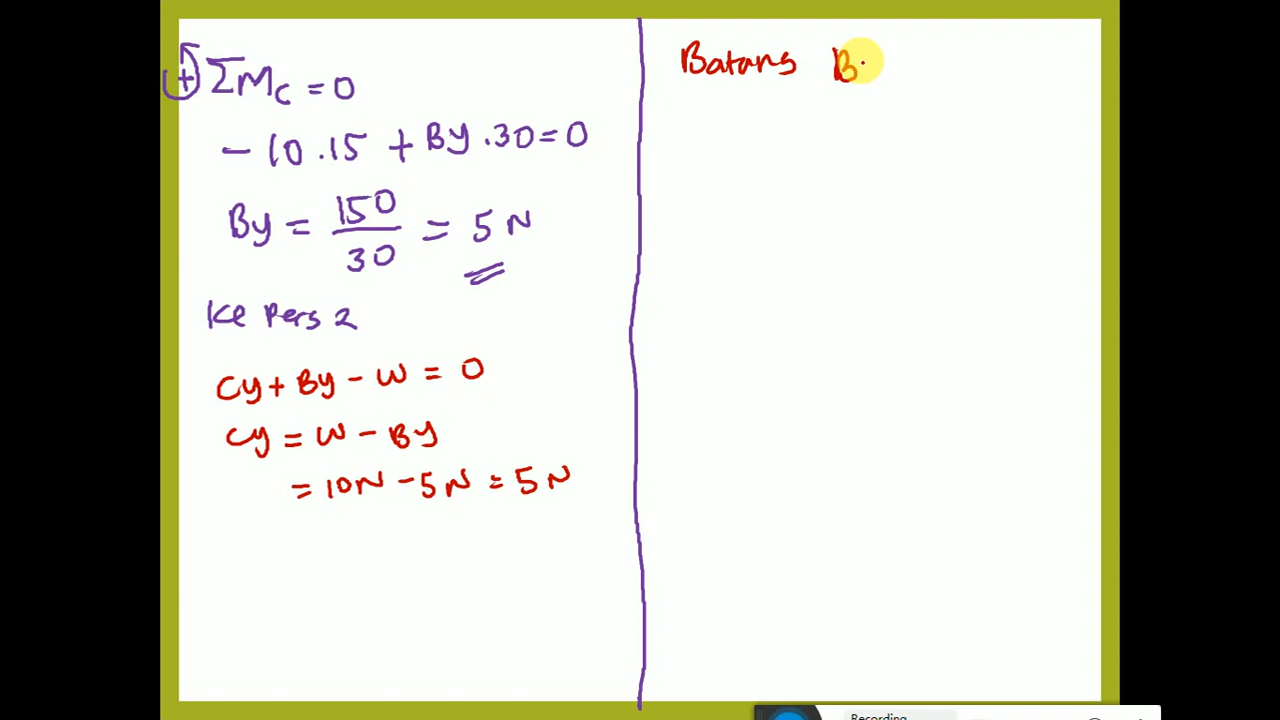 + ΣMC = 0
- 10 .15 + By .30 = 0
By = 150/30 = 5 N
Ke Pers 2
Cy + By - W = 0
Cy = W - By
= 10N - 5N = 5N
Batang B
Recording